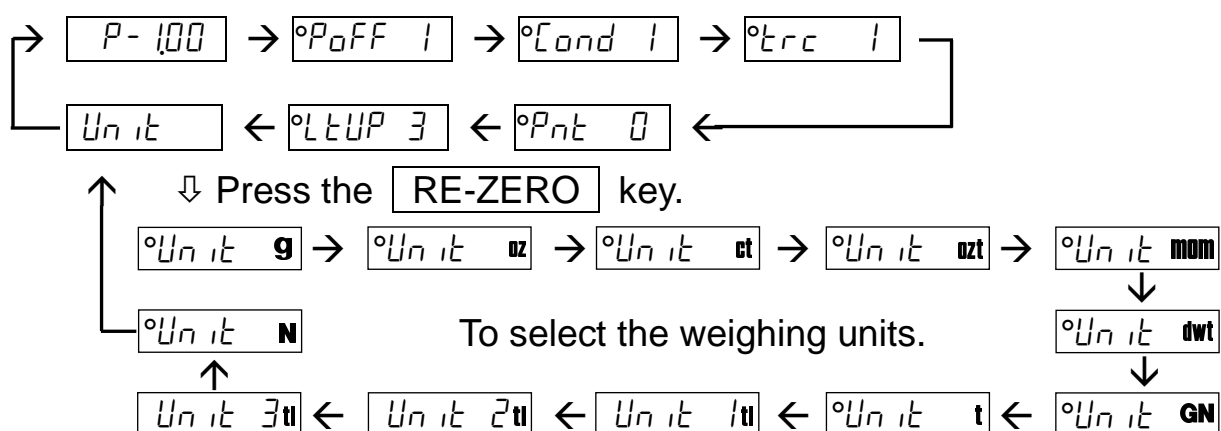 P- 1.00 → °PoFF 1 → °Cond 1 → °trc 1
Unit ← °LtUP 3 ← °Pnt 0 ←
⇩ Press the RE-ZERO key.
°Unit g → °Unit oz → °Unit ct → °Unit ozt → °Unit mom
°Unit N To select the weighing units. °Unit dwt
Unit 3tl ← Unit 2tl ← Unit 1tl ← °Unit t ← °Unit GN